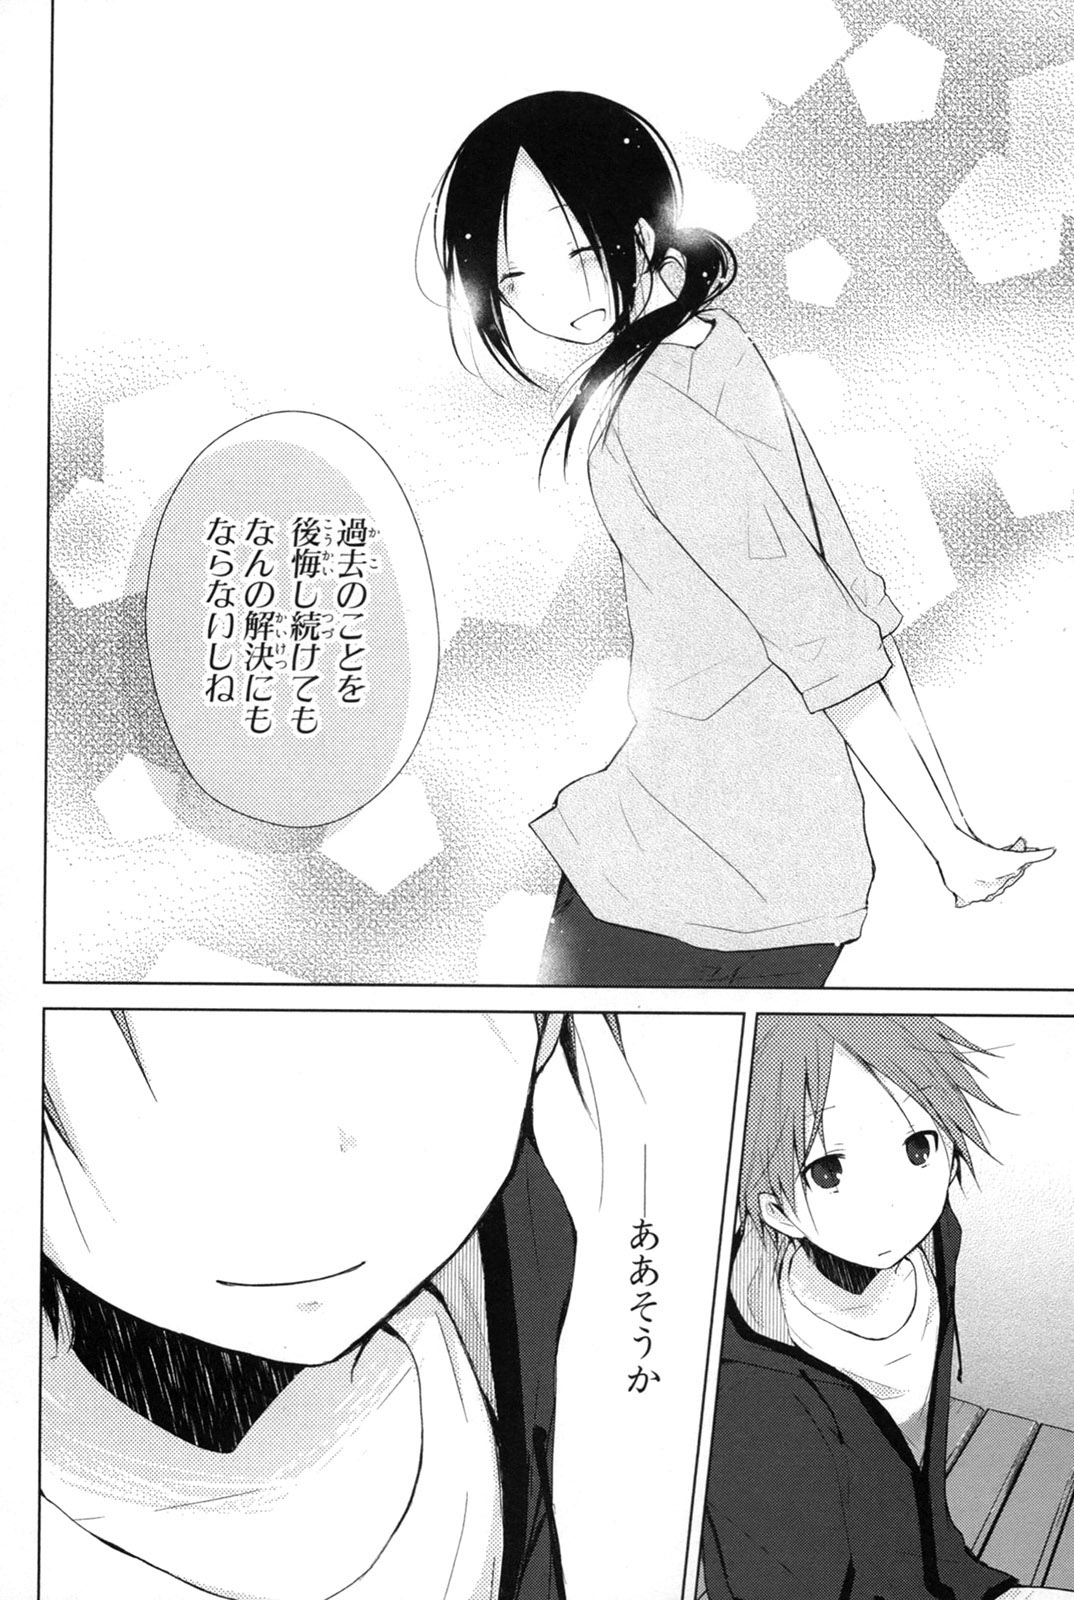 過去のことを
後悔し続けても
なんの解決にも
ならないしね
――ああそうか